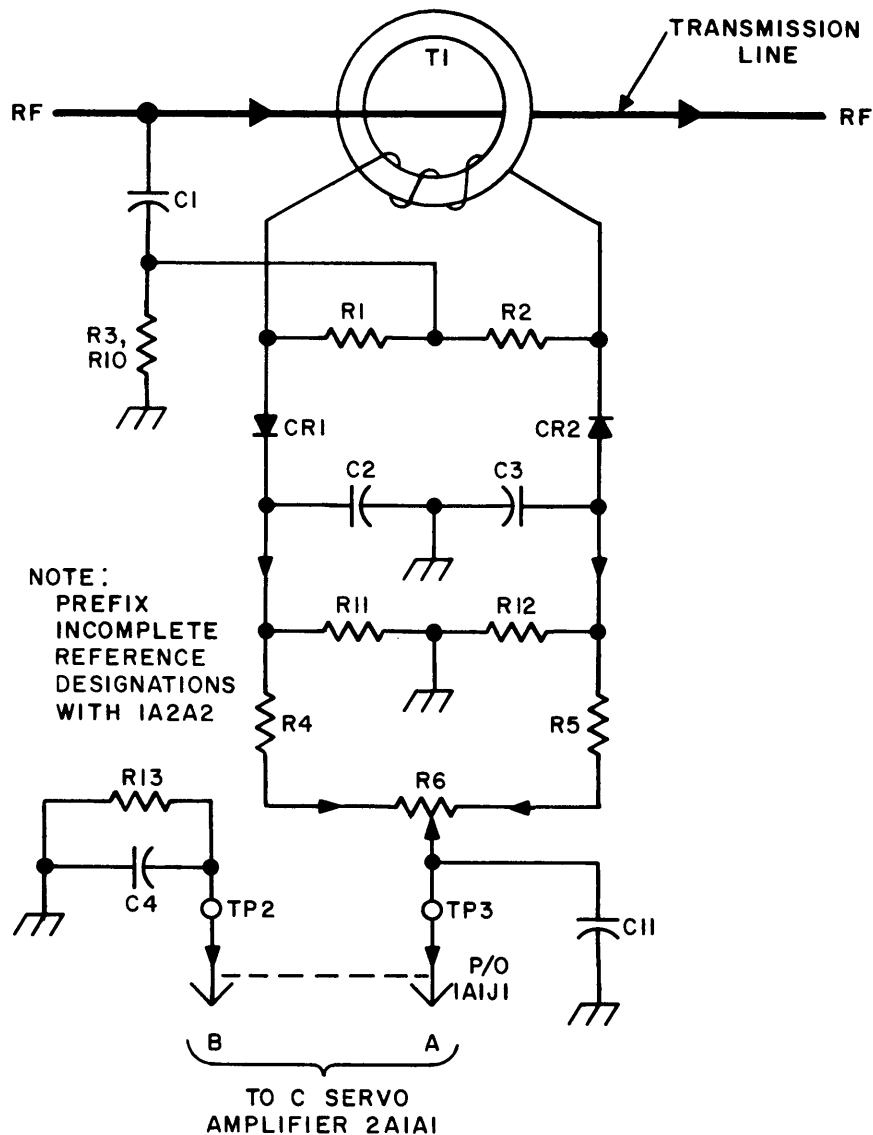 TRANSMISSION
LINE
T1
RF
RF
C1
R1
R2
R3,
R10
CR1
CR2
C2
C3
NOTE:
PREFIX
INCOMPLETE
REFERENCE
DESIGNATIONS
WITH 1A2A2
R11
R12
R4
R5
R13
R6
C4
TP2
TP3
C11
P/O
1A1J1
B
A
TO C SERVO
AMPLIFIER 2A1A1